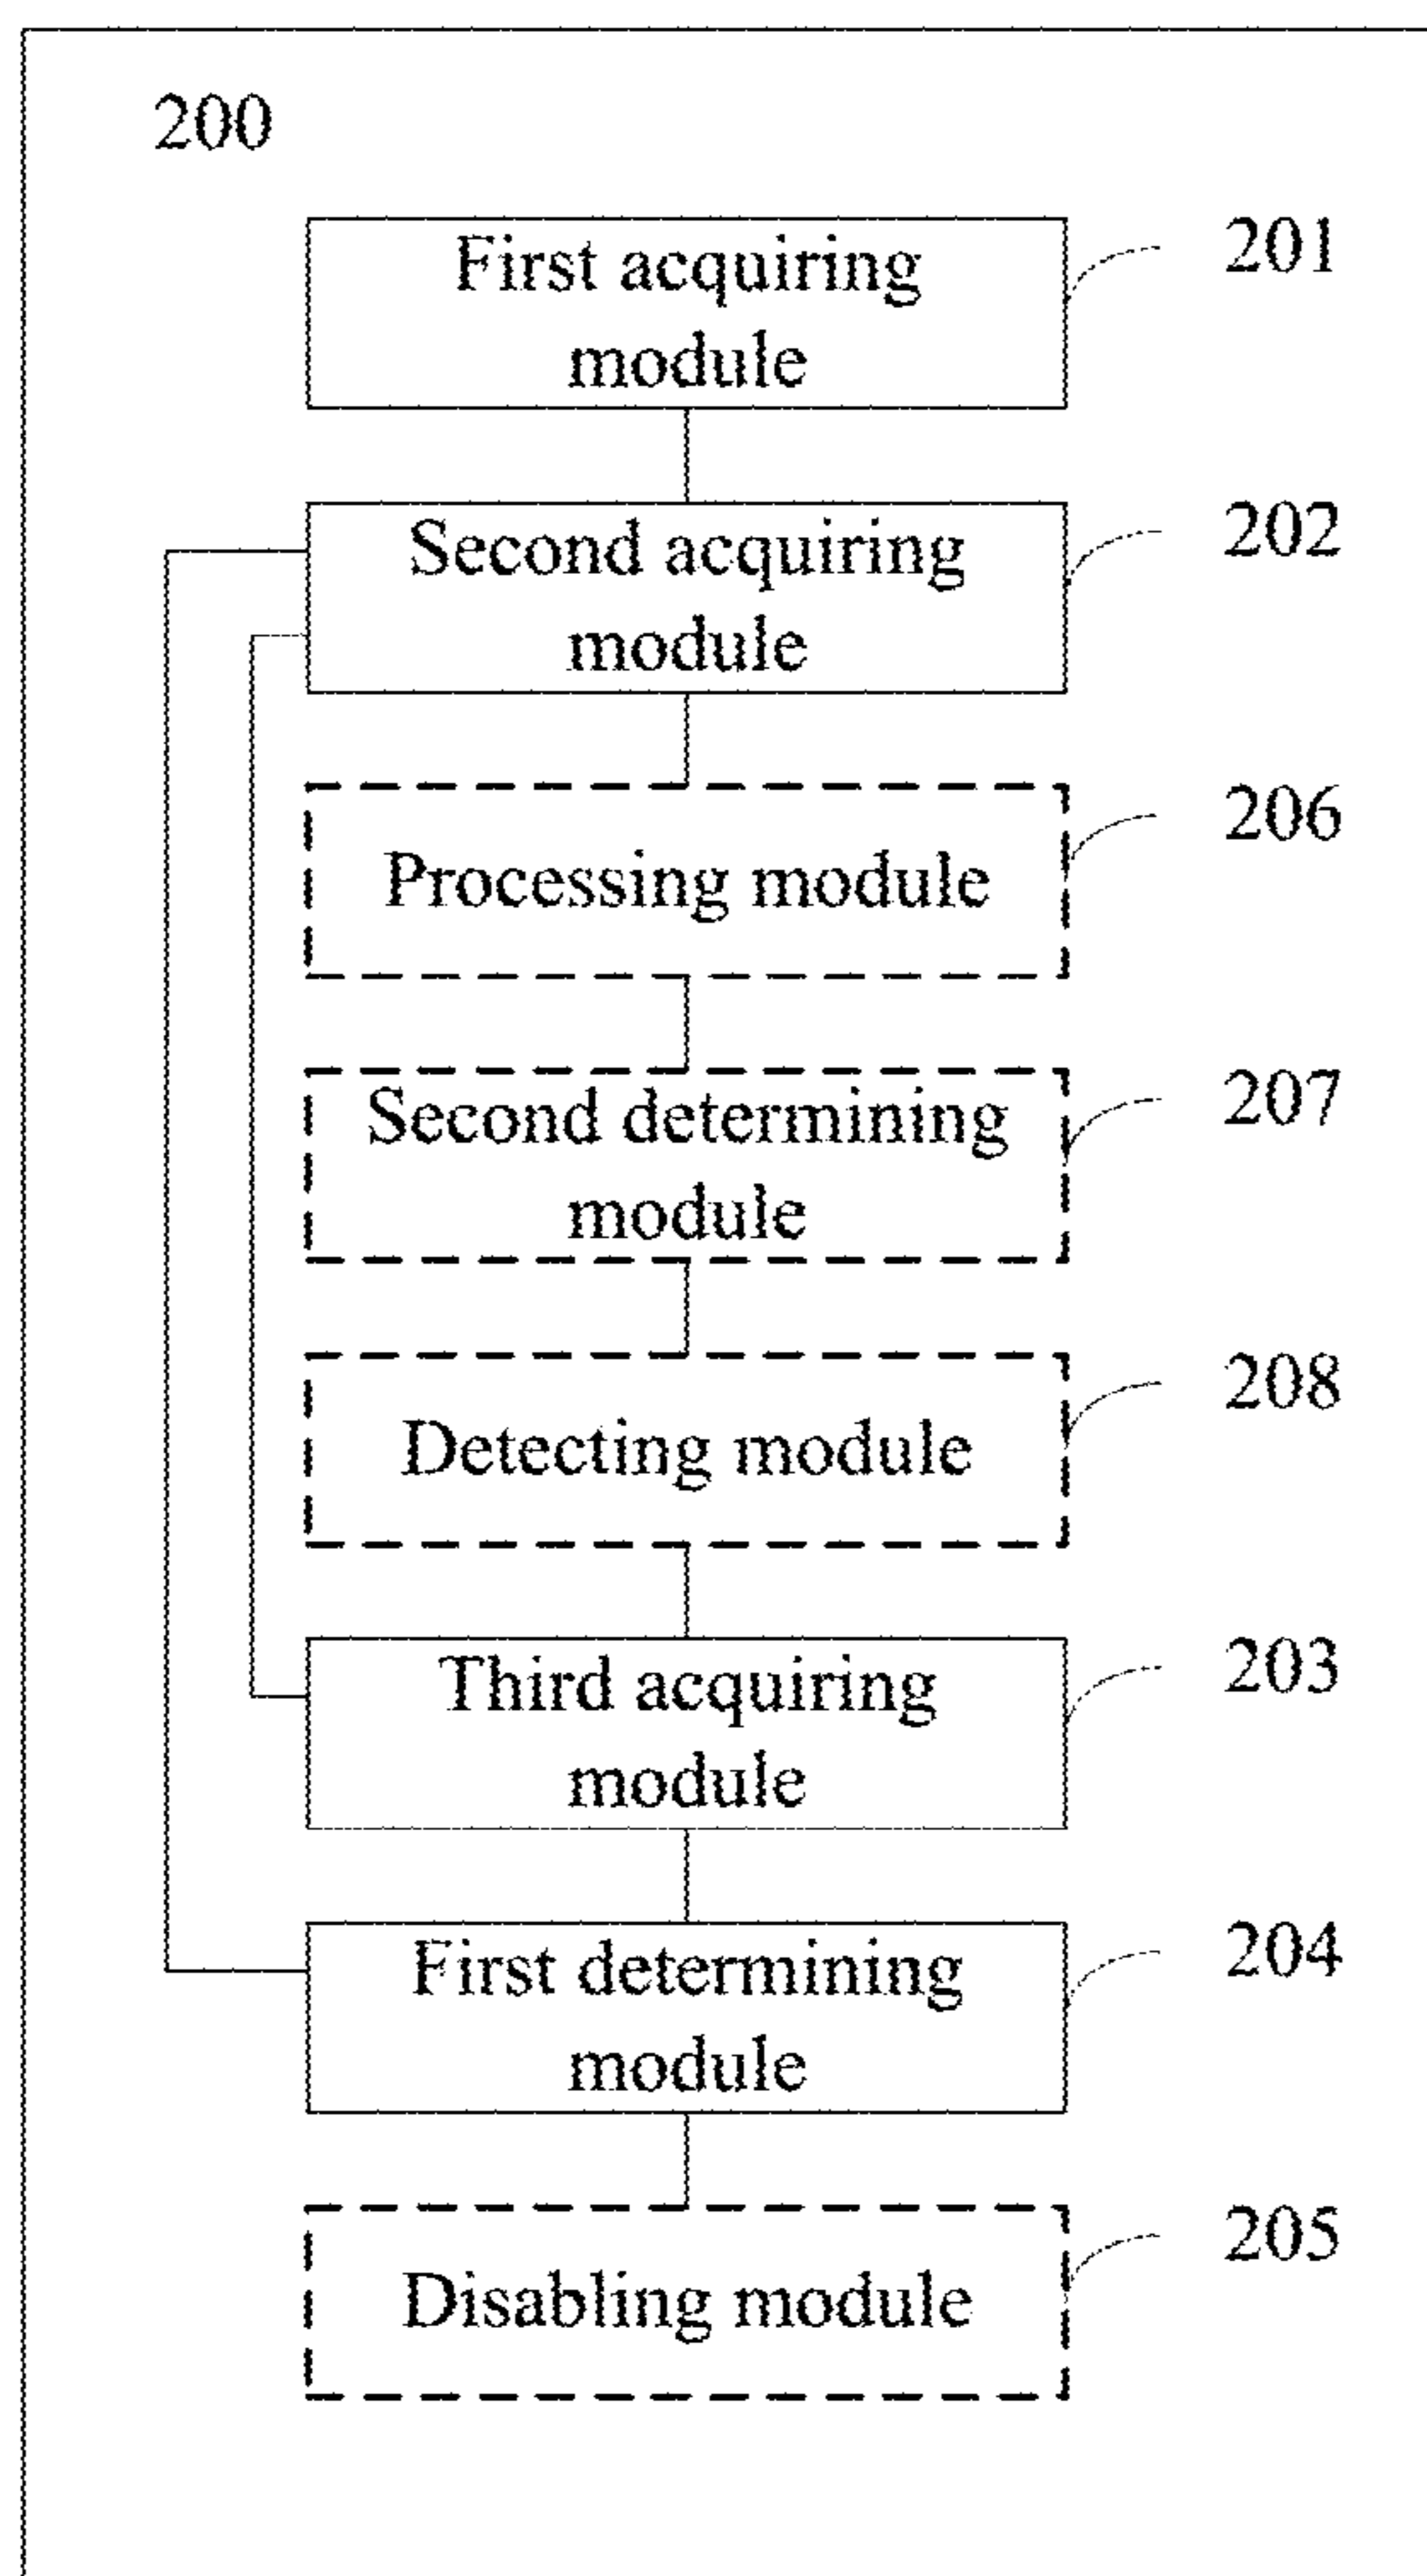 200
First acquiring
module
201
Second acquiring
module
202
Processing module
206
Second determining
module
207
Detecting module
208
Third acquiring
module
203
First determining
module
204
Disabling module
205